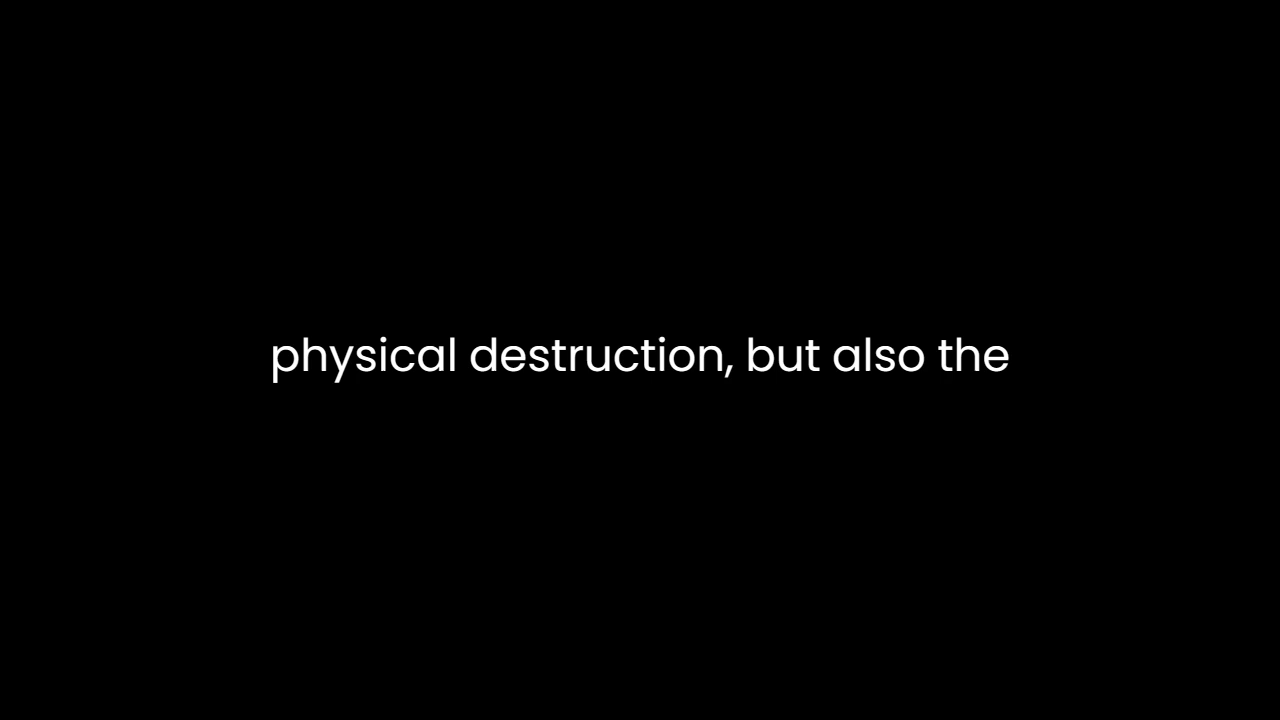 physical destruction, but also the